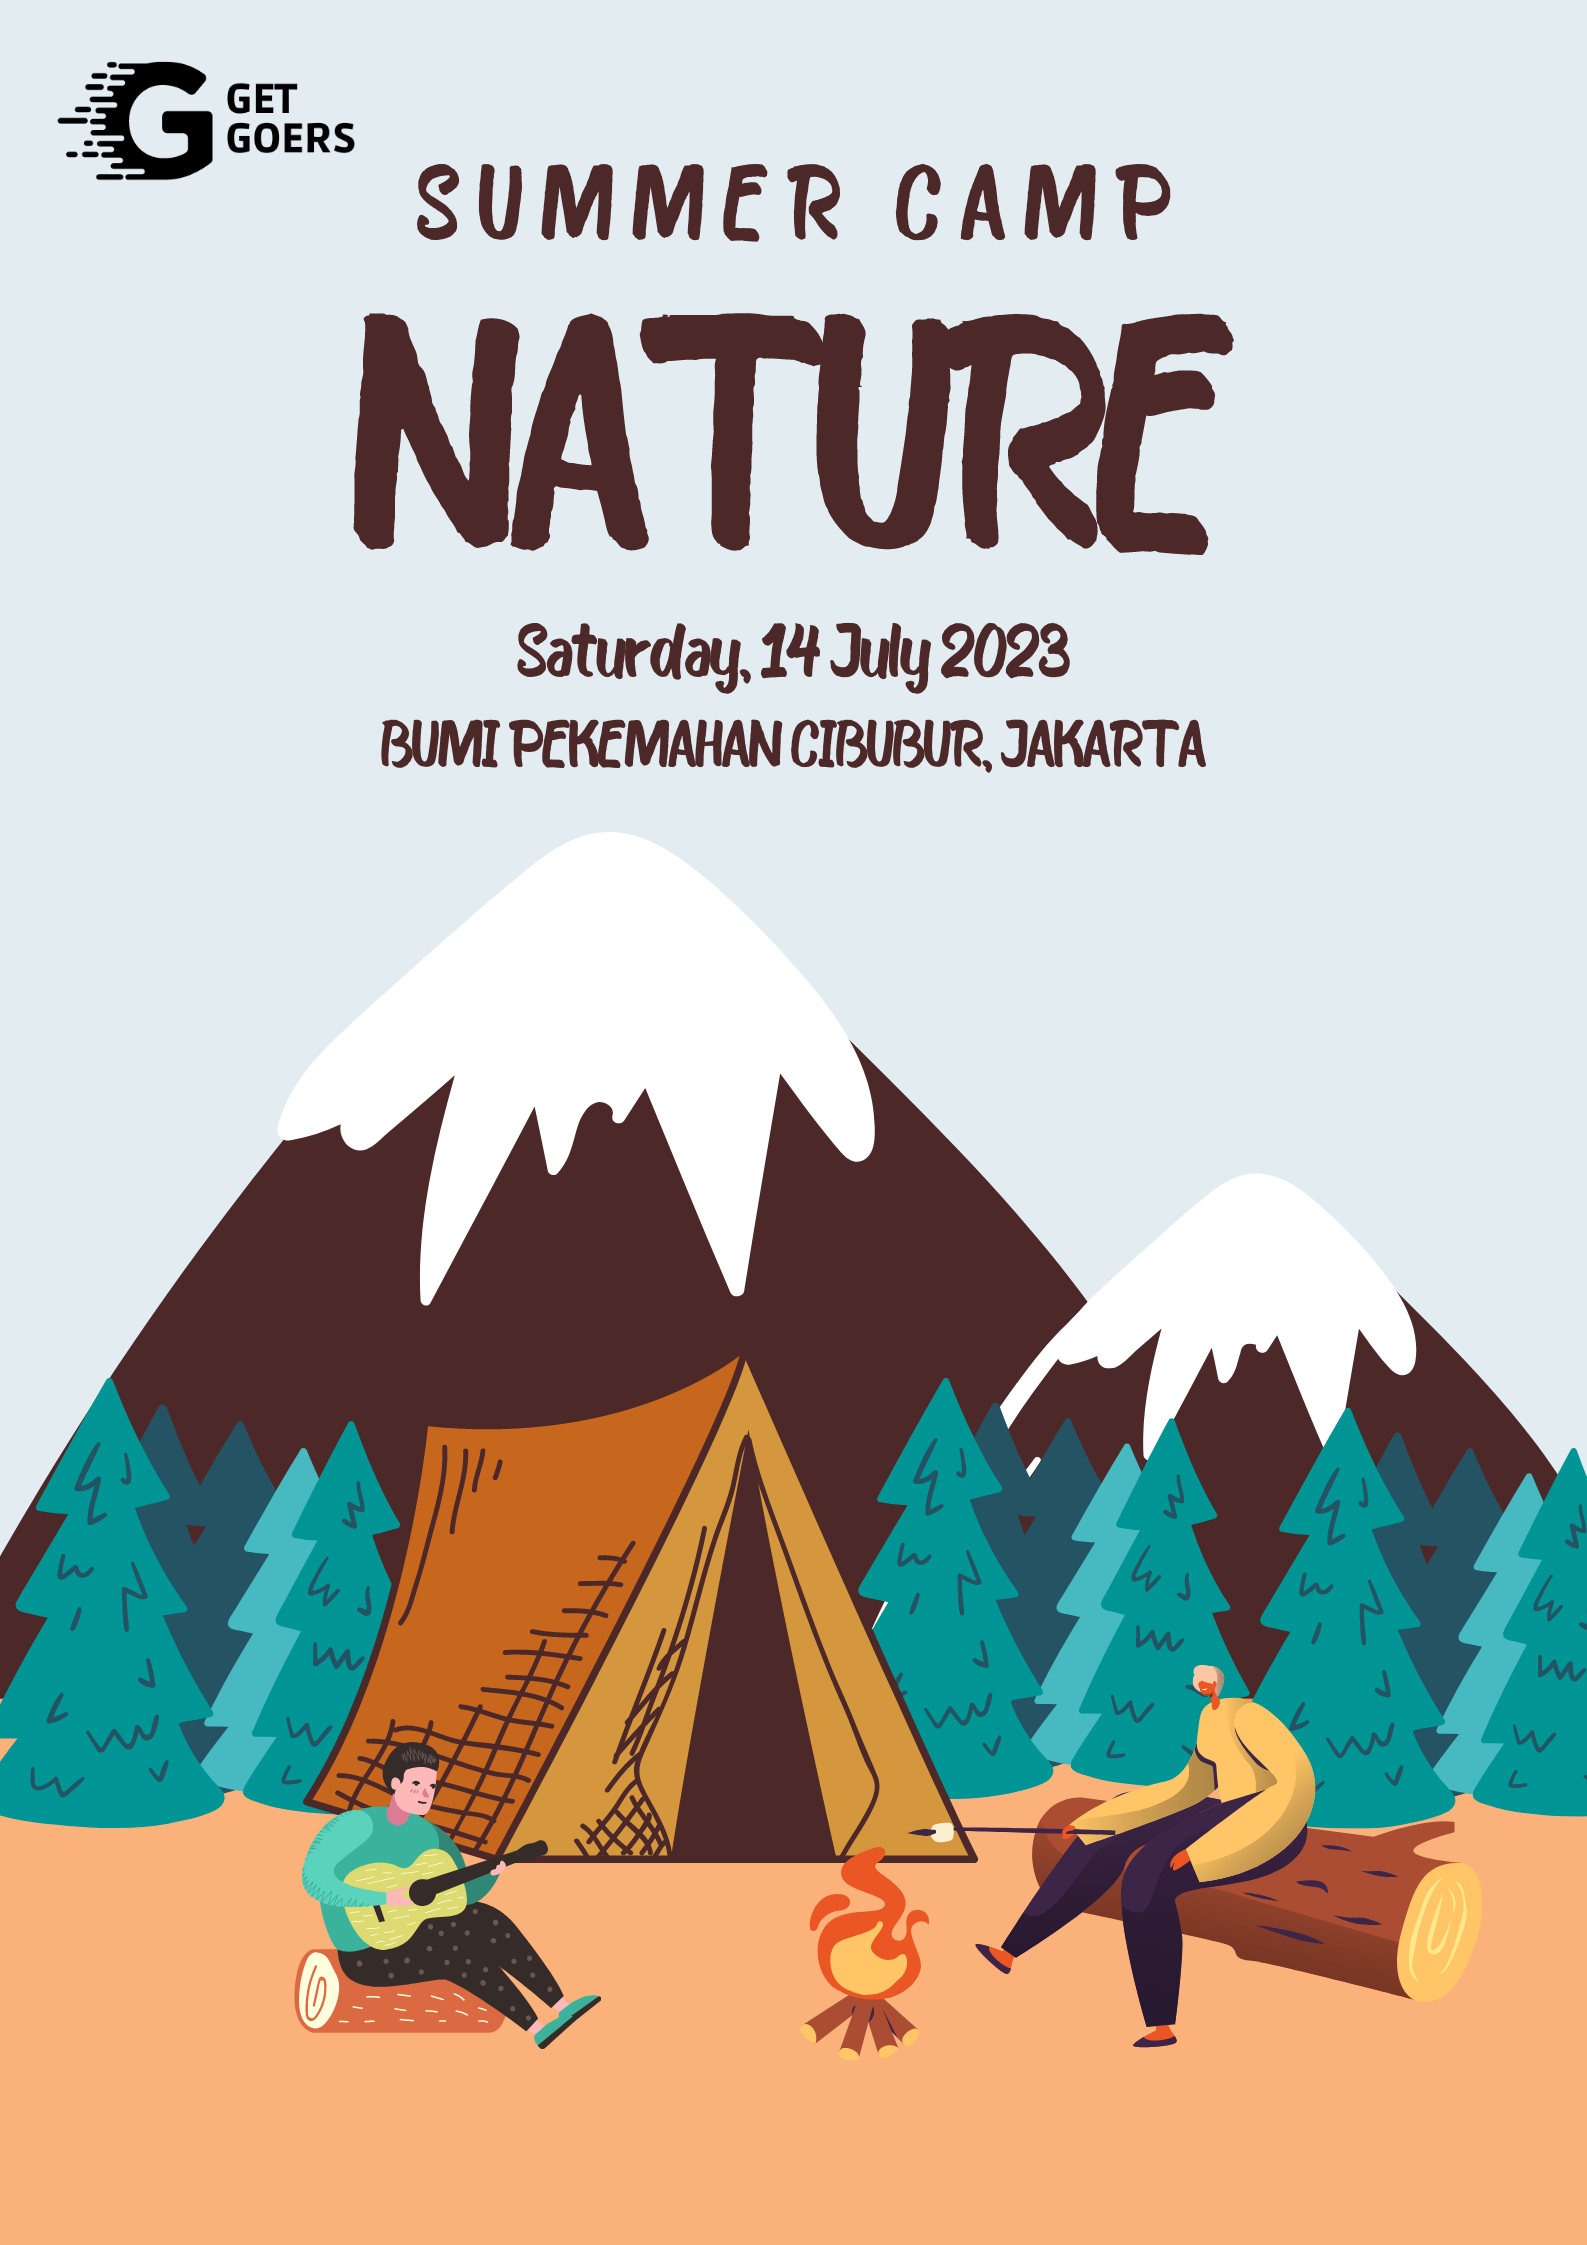 GET
GOERS
SUMMER CAMP
NATURE
Saturday, 14 July 2023
BUMI PEKEMAHAN CIBUBUR, JAKARTA